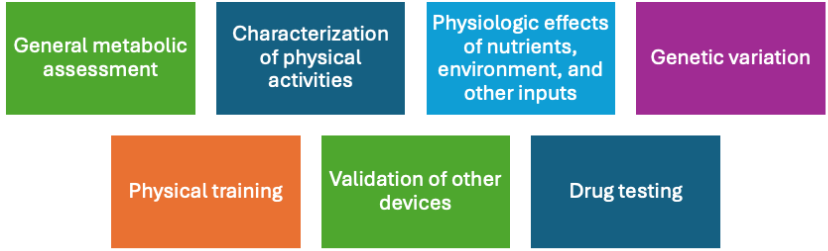 General metabolic
assessment
Characterization
of physical
activities
Physiologic effects
of nutrients,
environment, and
other inputs
Genetic variation
Physical training
Validation of other
devices
Drug testing